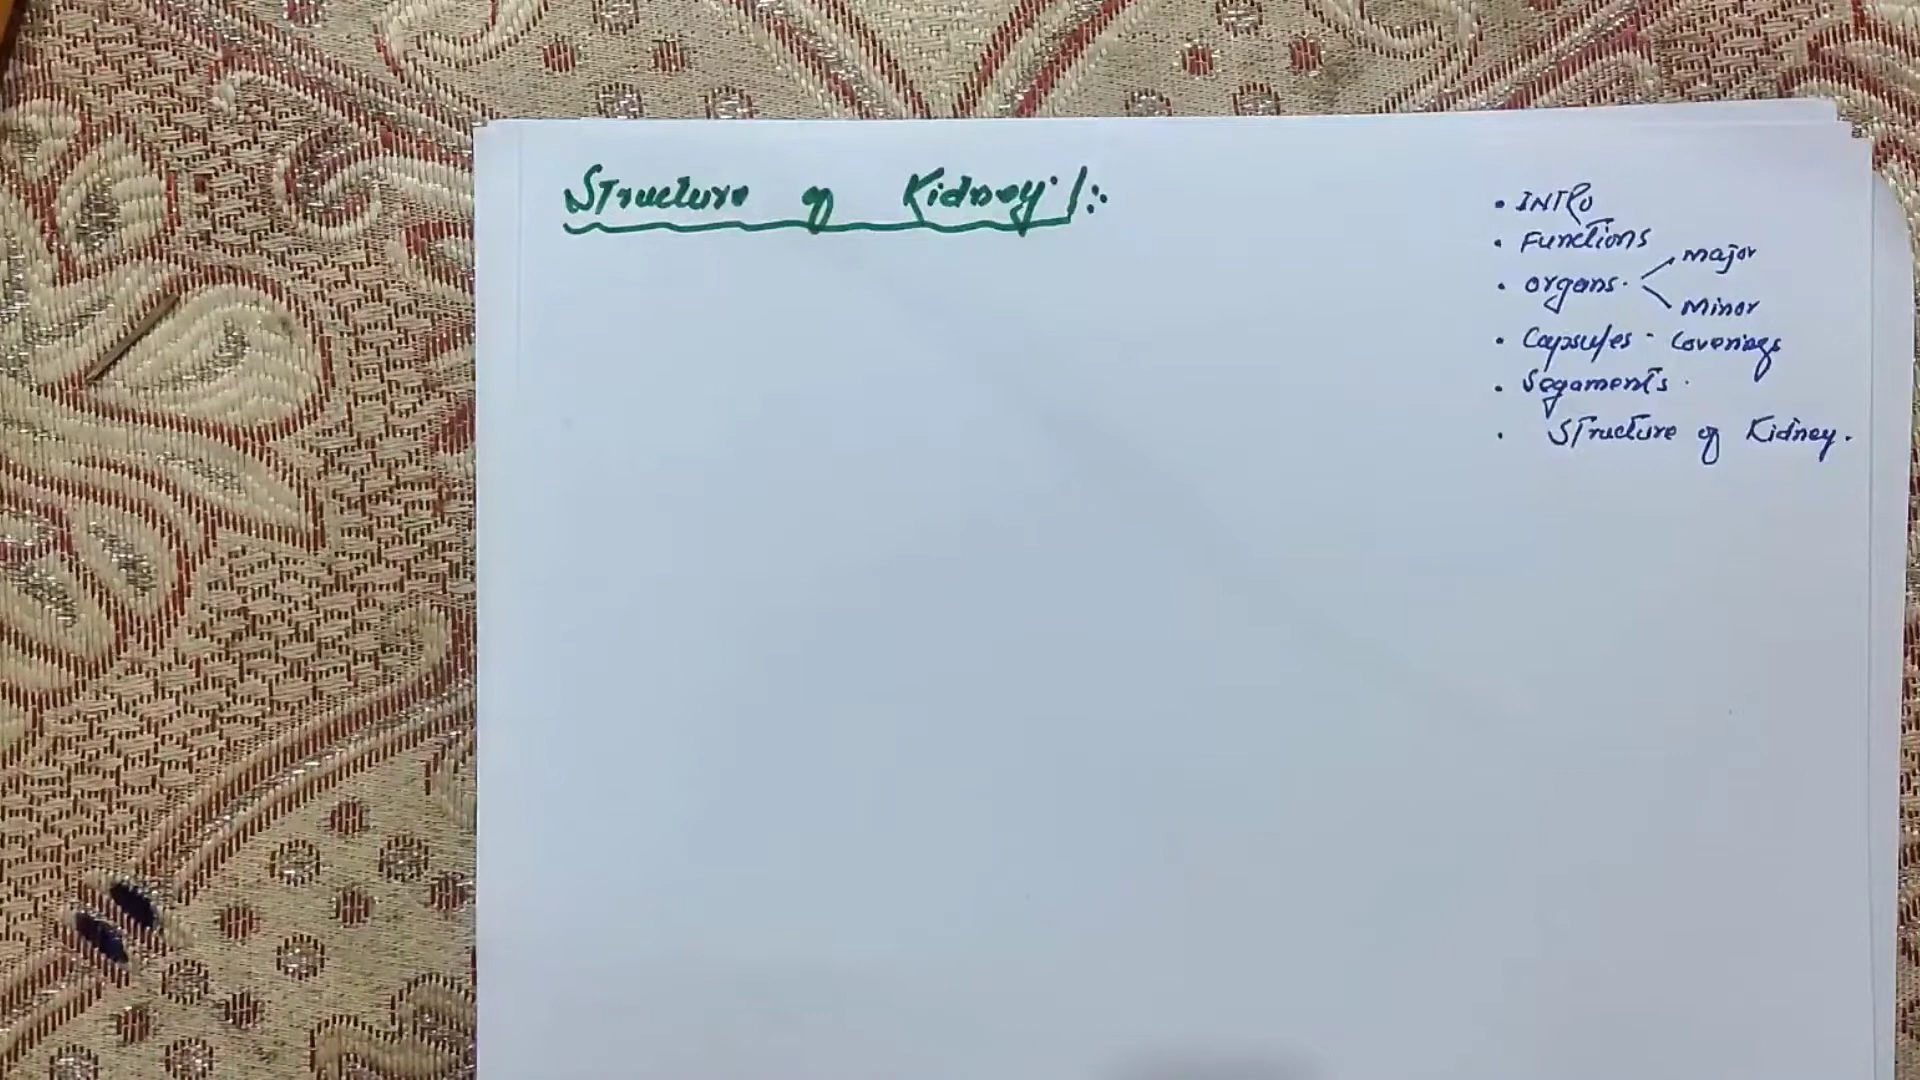 Structure of Kidney :-
• INTRO
• Functions
• organs. Major
Minor
• Capsules - Coverings
• Segaments.
• Structure of Kidney.